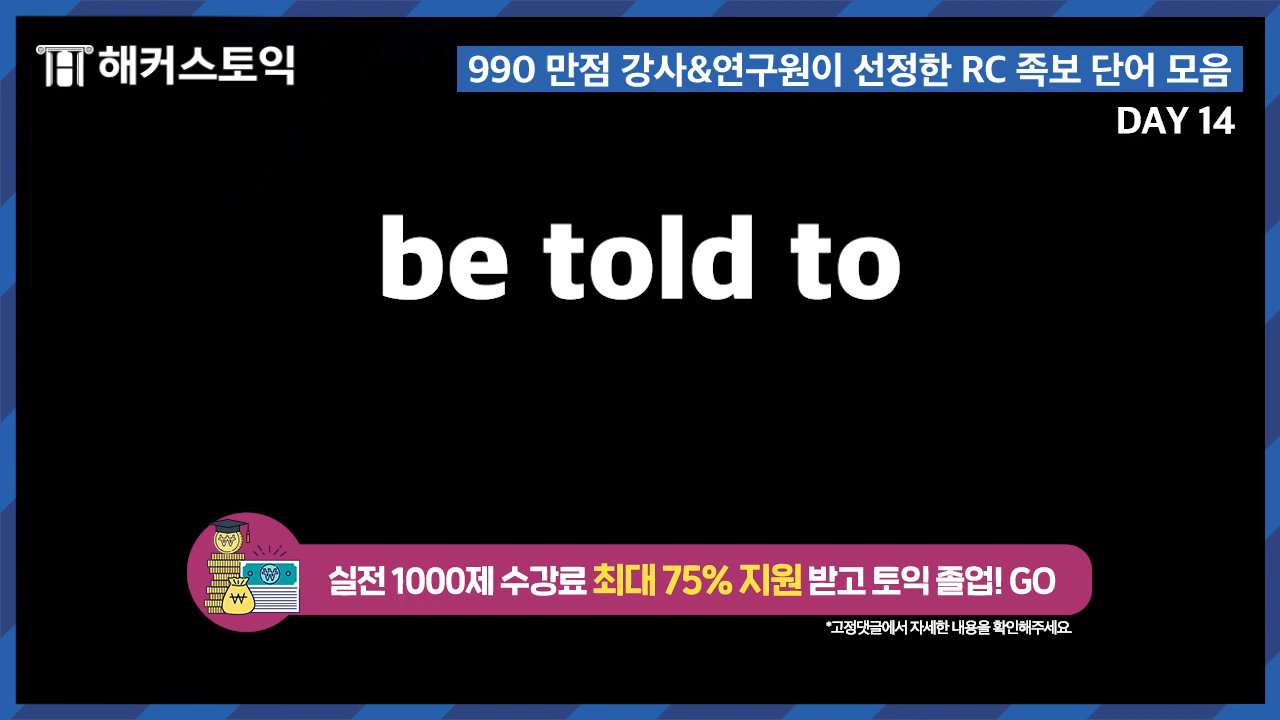 해커스토익
990 만점 강사&연구원이 선정한 RC 족보 단어 모음
DAY 14
be told to
실전 1000제 수강료 최대 75% 지원 받고 토익 졸업! GO
*고정댓글에서 자세한 내용을 확인해주세요.